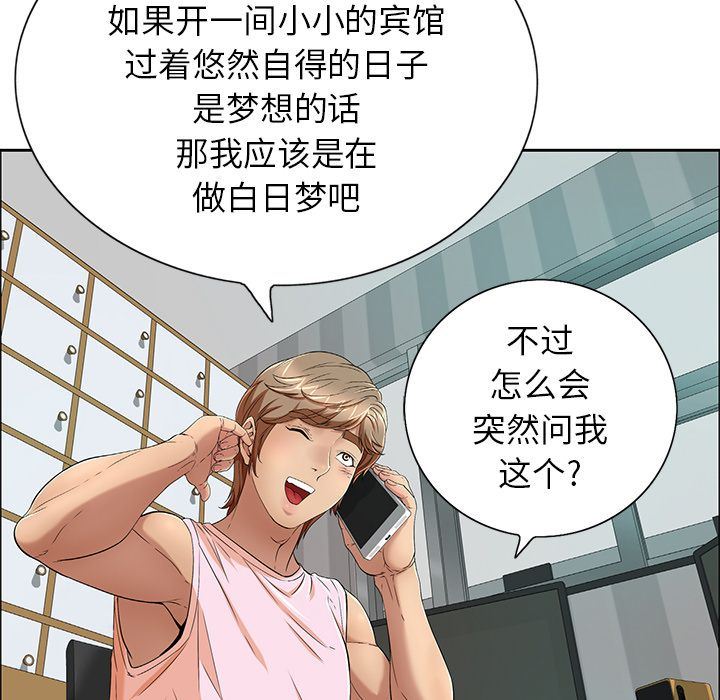 如果开一间小小的宾馆
过着悠然自得的日子
是梦想的话
那我应该是在
做白日梦吧
不过
怎么会
突然问我
这个?